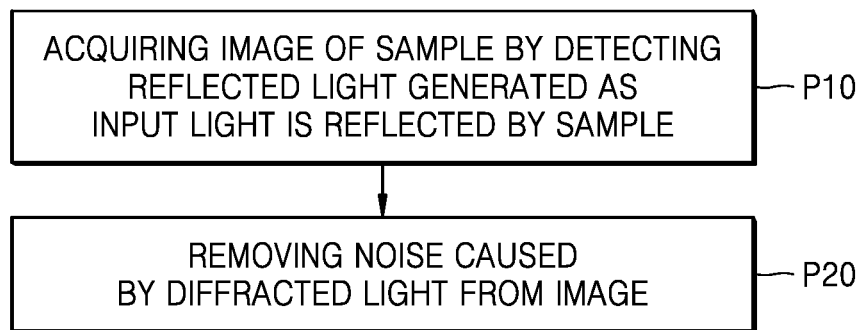 ACQUIRING IMAGE OF SAMPLE BY DETECTING
REFLECTED LIGHT GENERATED AS
INPUT LIGHT IS REFLECTED BY SAMPLE
P10
REMOVING NOISE CAUSED
BY DIFFRACTED LIGHT FROM IMAGE
P20